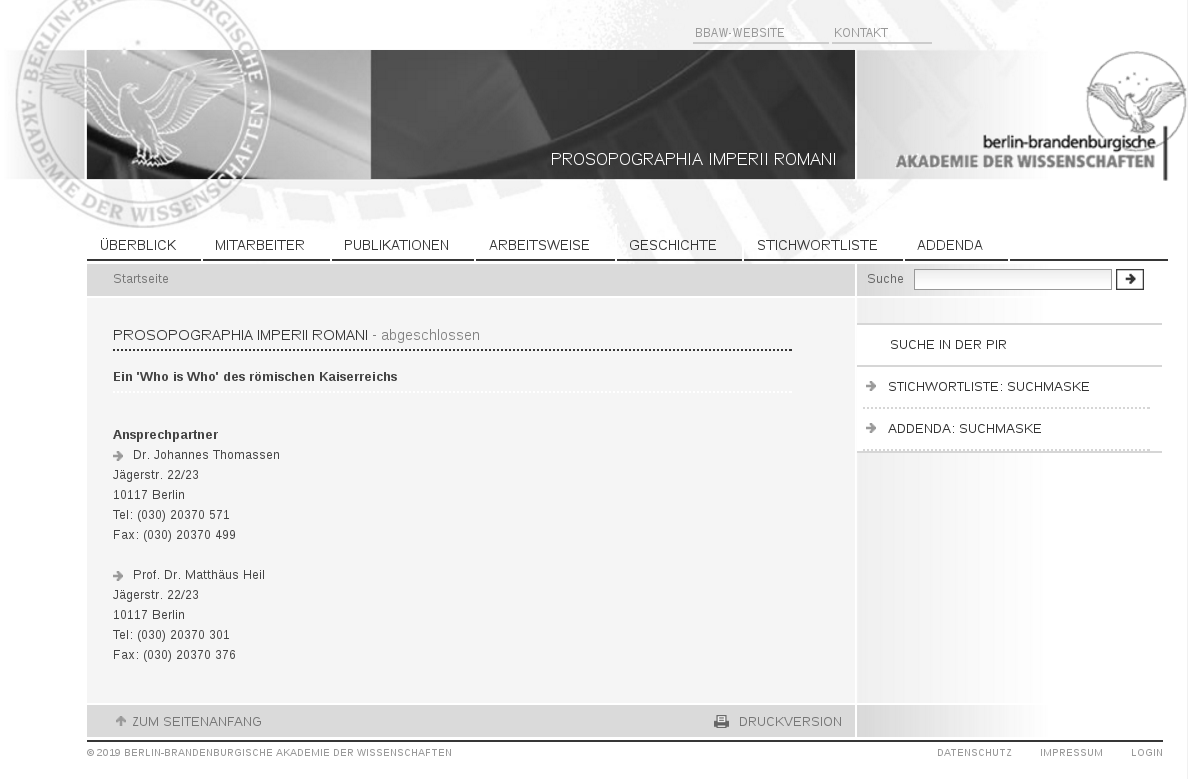 BERLIN-BRANDENBURGISCHE
AKADEMIE DER WISSENSCHAFTEN
BBAW-WEBSITE
KONTAKT
PROSOPOGRAPHIA IMPERII ROMANI
berlin-brandenburgische
AKADEMIE DER WISSENSCHAFTEN
ÜBERBLICK
MITARBEITER
PUBLIKATIONEN
ARBEITSWEISE
GESCHICHTE
STICHWORTLISTE
ADDENDA
Startseite
Suche
PROSOPOGRAPHIA IMPERII ROMANI - abgeschlossen
Ein 'Who is Who' des römischen Kaiserreichs
Ansprechpartner
Dr. Johannes Thomassen
Jägerstr. 22/23
10117 Berlin
Tel: (030) 20370 571
Fax: (030) 20370 499
Prof. Dr. Matthäus Heil
Jägerstr. 22/23
10117 Berlin
Tel: (030) 20370 301
Fax: (030) 20370 376
SUCHE IN DER PIR
STICHWORTLISTE: SUCHMASKE
ADDENDA: SUCHMASKE
ZUM SEITENANFANG
DRUCKVERSION
© 2019 BERLIN-BRANDENBURGISCHE AKADEMIE DER WISSENSCHAFTEN
DATENSCHUTZ
IMPRESSUM
LOGIN